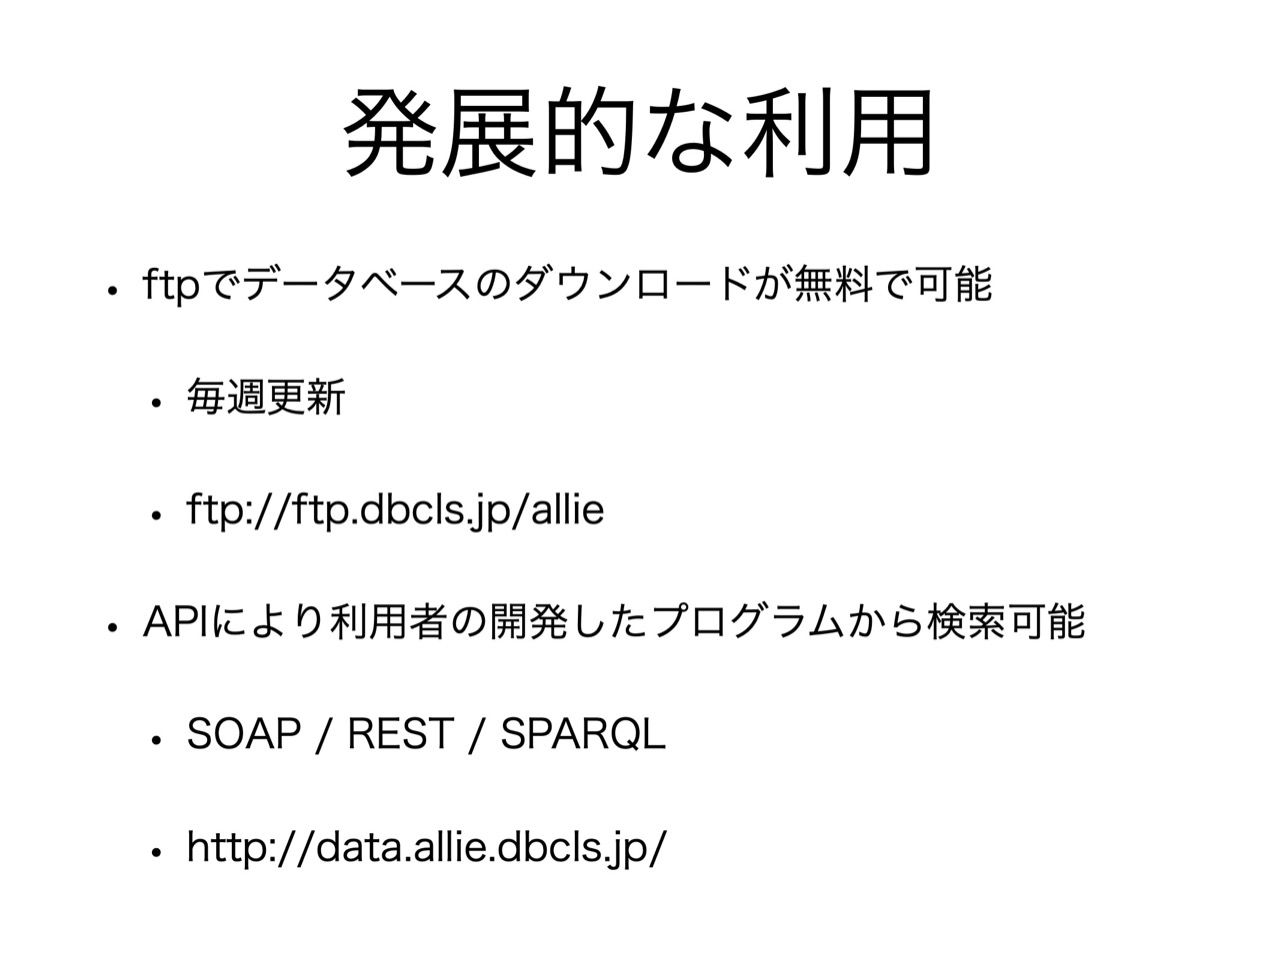 発展的な利用
• ftpでデータベースのダウンロードが無料で可能
• 毎週更新
• ftp://ftp.dbcls.jp/allie
• APIにより利用者の開発したプログラムから検索可能
• SOAP / REST / SPARQL
• http://data.allie.dbcls.jp/